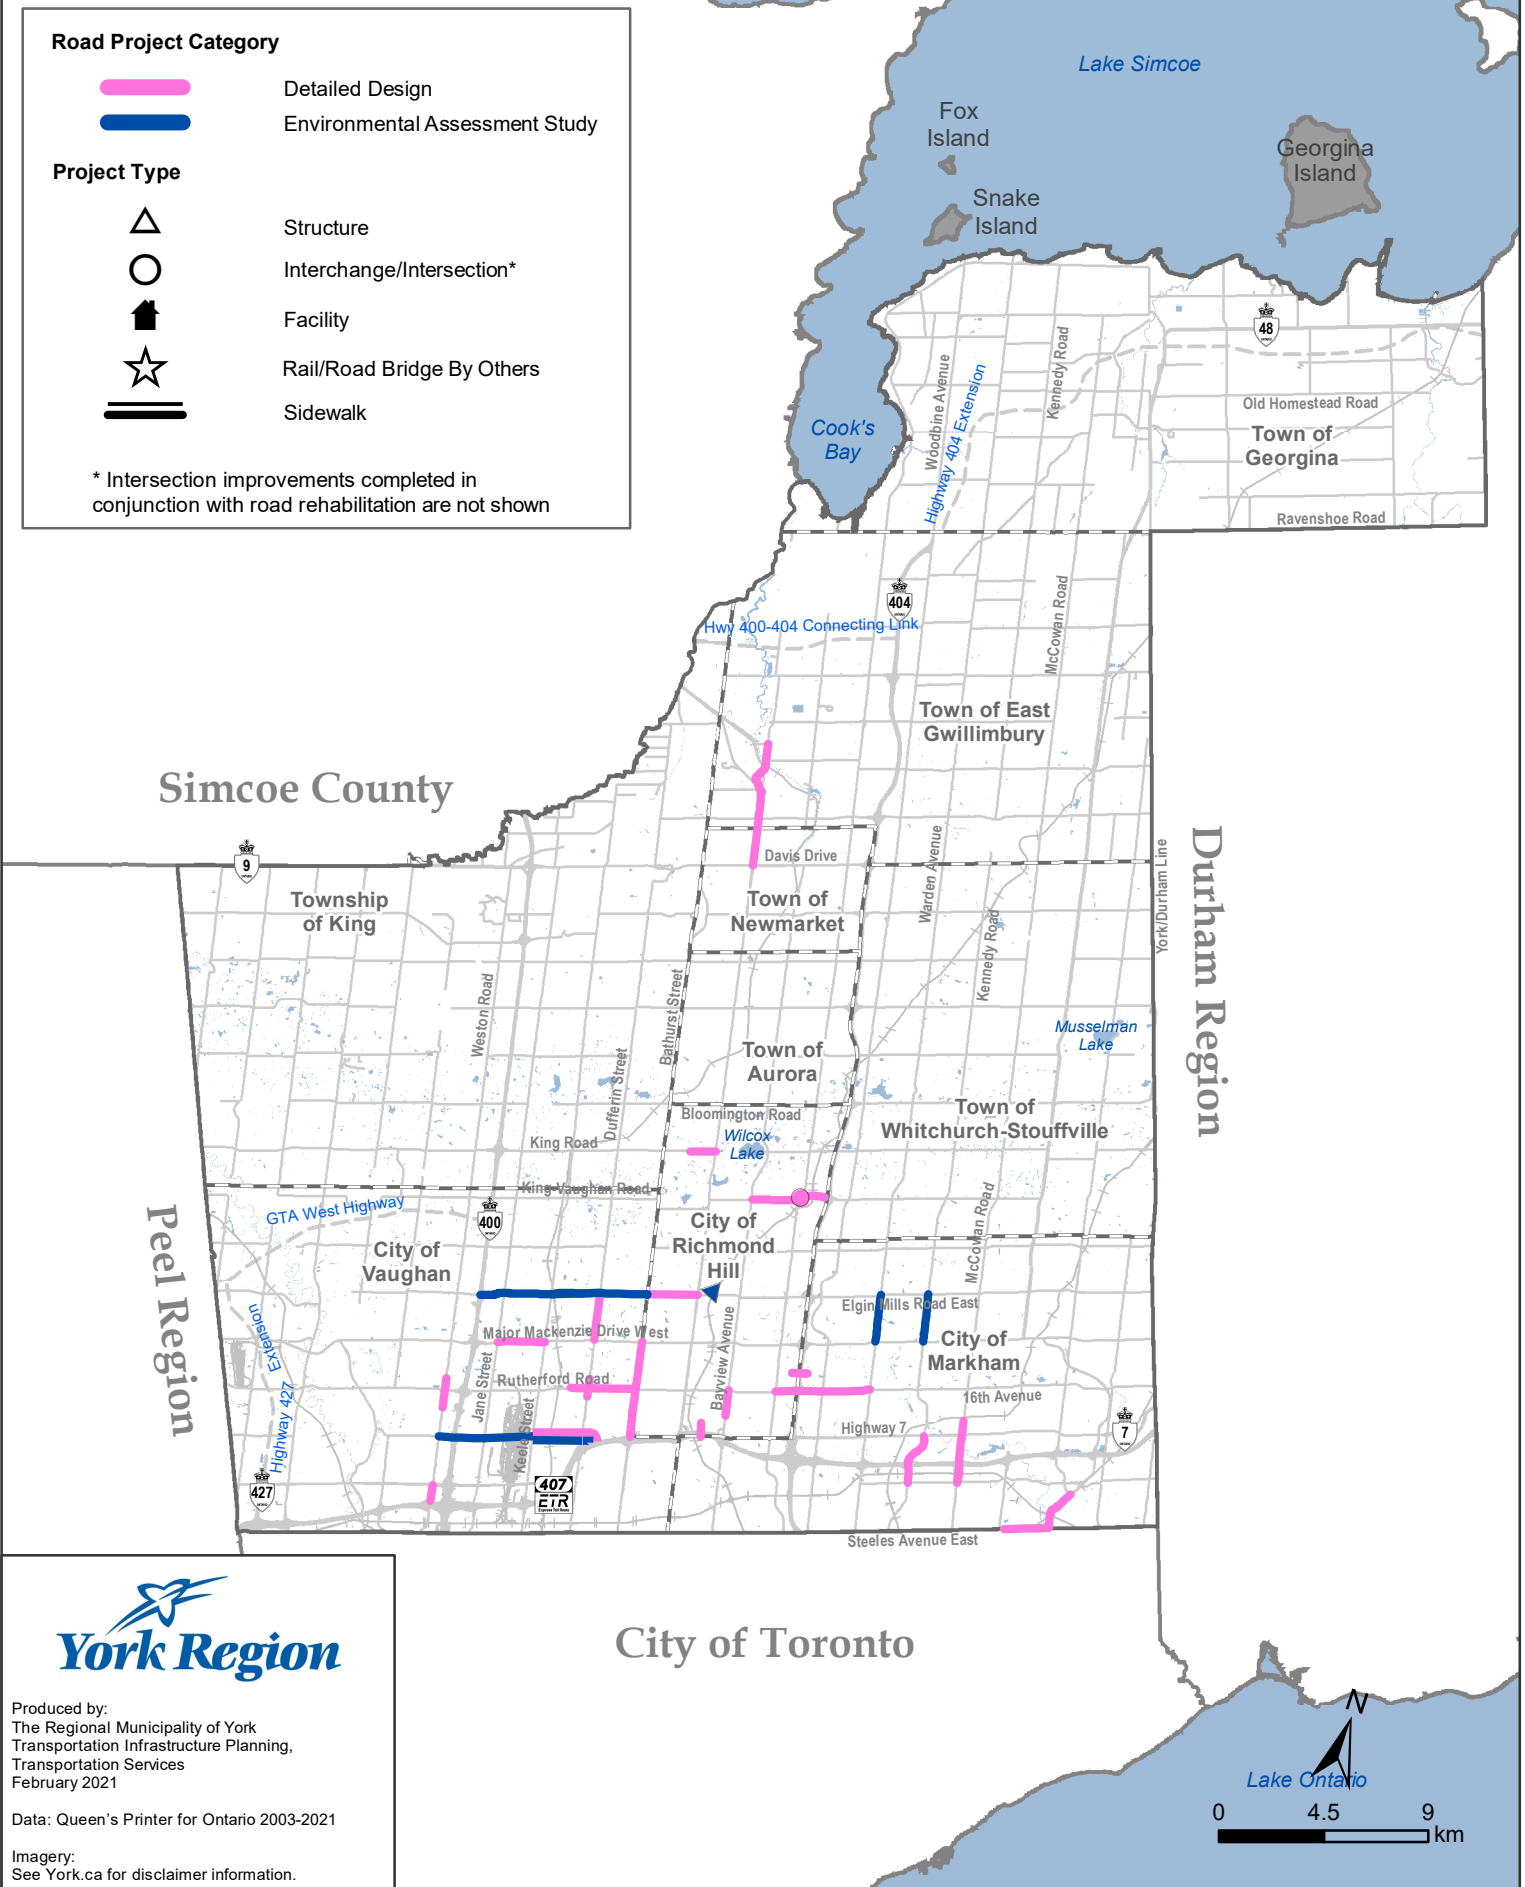 Road Project Category
Detailed Design
Environmental Assessment Study
Project Type
Structure
Interchange/Intersection*
Facility
Rail/Road Bridge By Others
Sidewalk
* Intersection improvements completed in
conjunction with road rehabilitation are not shown
Lake Simcoe
Fox
Island
Georgina
Island
Snake
Island
48
Woodbine Avenue
Highway 404 Extension
Kennedy Road
Old Homestead Road
Cook's
Bay
Town of
Georgina
Ravenshoe Road
404
McCowan Road
Hwy 400-404 Connecting Link
Town of East
Gwillimbury
Simcoe County
Durham Region
9
Davis Drive
Warden Avenue
York/Durham Line
Township
of King
Town of
Newmarket
Kennedy Road
Weston Road
Bathurst Street
Musselman
Lake
Town of
Aurora
Dufferin Street
Bloomington Road
Town of
Whitchurch-Stouffville
King Road
Wilcox
Lake
King-Vaughan Road
McCowan Road
GTA West Highway
400
Peel Region
City of
Richmond
Hill
City of
Vaughan
Elgin Mills Road East
Highway 427 Extension
Major Mackenzie Drive West
Bayview Avenue
City of
Markham
Jane Street
Rutherford Road
16th Avenue
Keele Street
Highway 7
7
427
407
ETR
Express Toll Route
Steeles Avenue East
City of Toronto
York Region
Produced by:
The Regional Municipality of York
Transportation Infrastructure Planning,
Transportation Services
February 2021
Data: Queen's Printer for Ontario 2003-2021
Imagery:
See York.ca for disclaimer information.
N
Lake Ontario
0 4.5 9
km